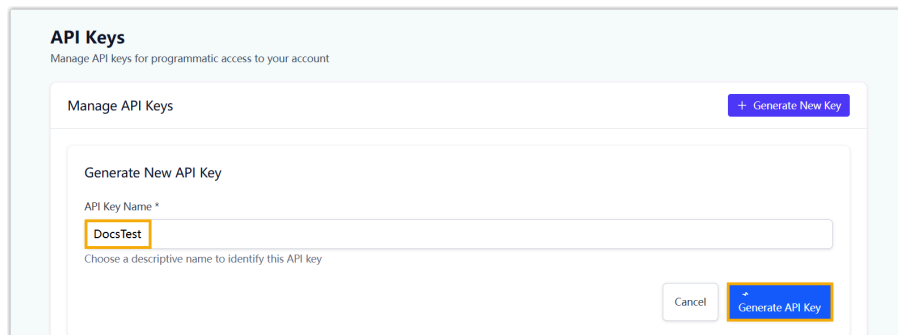 API Keys
Manage API keys for programmatic access to your account
Manage API Keys
+ Generate New Key
Generate New API Key
API Key Name *
DocsTest
Choose a descriptive name to identify this API key
Cancel
Generate API Key